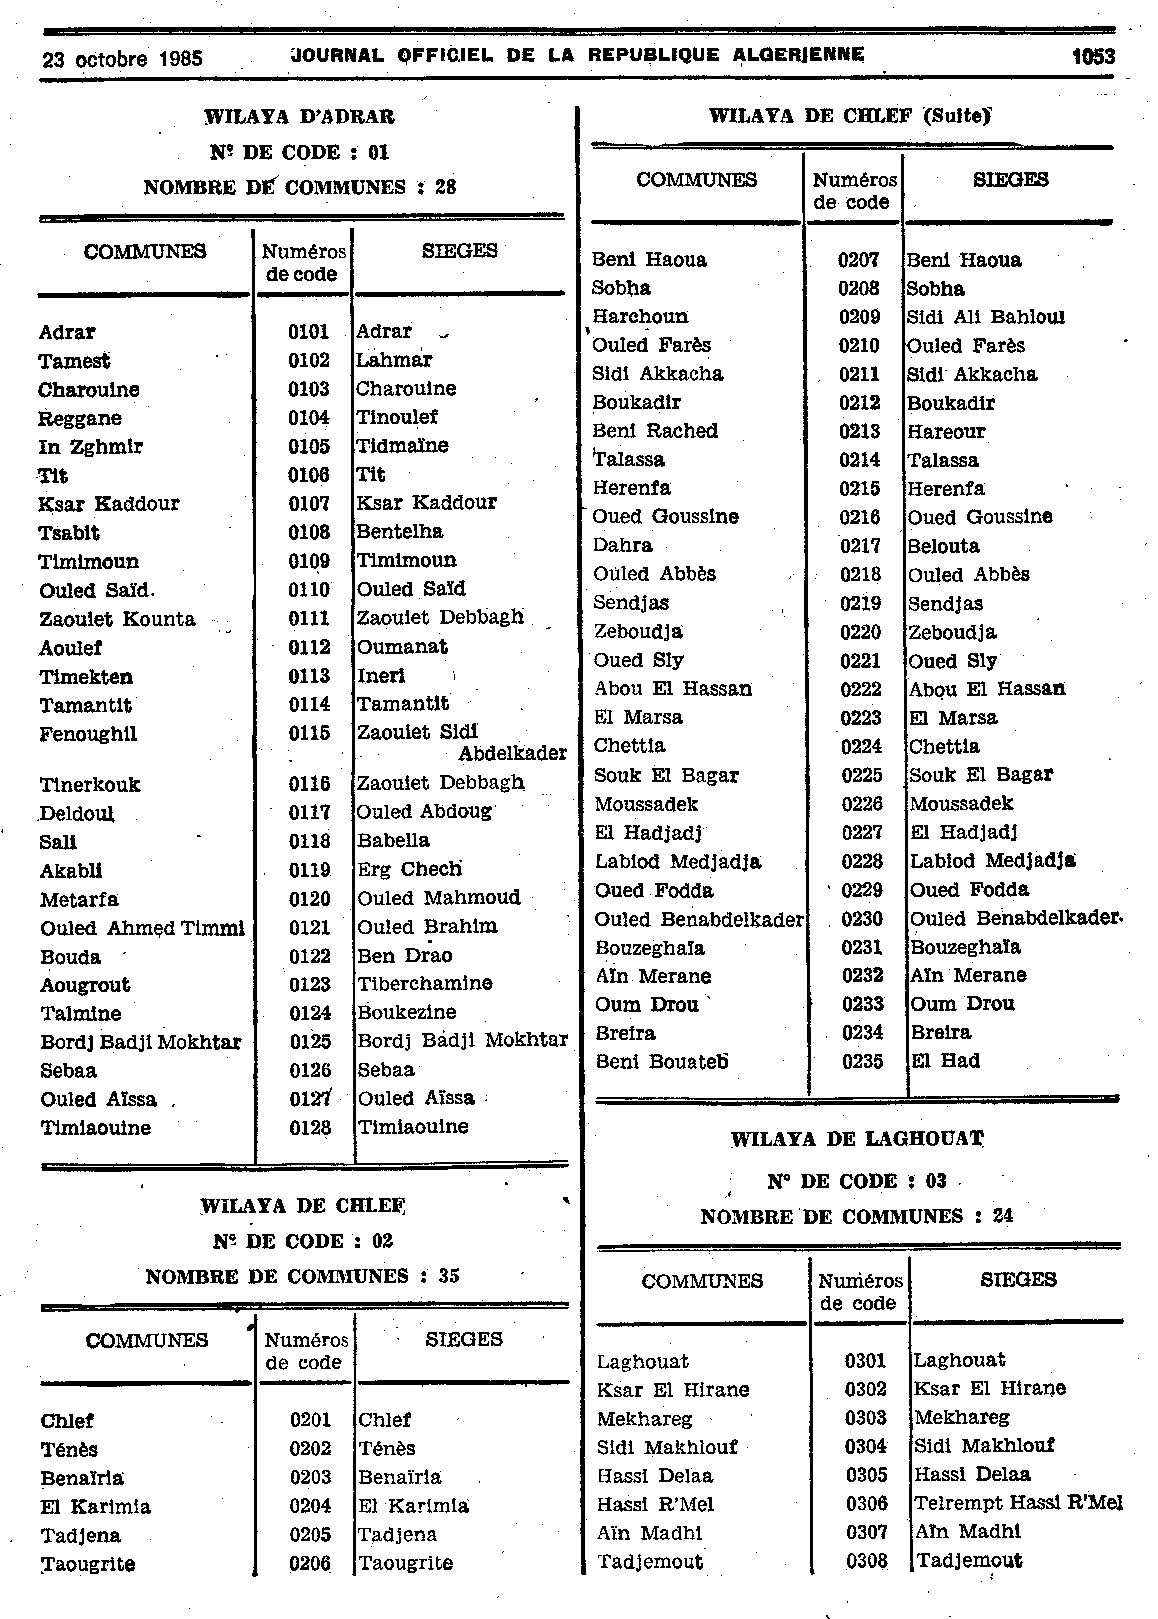 23 octobre 1985 JOURNAL OFFICIEL DE LA REPUBLIQUE ALGERIENNE 1053
WILAYA D'ADRAR
Nº DE CODE : 01
NOMBRE DE COMMUNES : 28
COMMUNES Numéros SIEGES
de code
Adrar 0101 Adrar
Tamest 0102 Lahmar
Charouine 0103 Charouine
Reggane 0104 Tinoulef
In Zghmir 0105 Tidmaïne
Tit 0106 Tit
Ksar Kaddour 0107 Ksar Kaddour
Tsabit 0108 Bentelha
Timimoun 0109 Timimoun
Ouled Saïd. 0110 Ouled Saïd
Zaouiet Kounta 0111 Zaouiet Debbagh
Aoulef 0112 Oumanat
Timekten 0113 Ineri
Tamantit 0114 Tamantit
Fenoughil 0115 Zaouiet Sidi
Abdelkader
Tinerkouk 0116 Zaouiet Debbagh
Deldoul 0117 Ouled Abdoug
Sali 0118 Babella
Akabli 0119 Erg Chech
Metarfa 0120 Ouled Mahmoud
Ouled Ahmed Timmi 0121 Ouled Brahim
Bouda 0122 Ben Drao
Aougrout 0123 Tiberchamine
Talmine 0124 Boukezine
Bordj Badji Mokhtar 0125 Bordj Badji Mokhtar
Sebaa 0126 Sebaa
Ouled Aïssa 0127 Ouled Aïssa
Timiaouine 0128 Timiaouine
WILAYA DE CHLEF
Nº DE CODE : 02
NOMBRE DE COMMUNES : 35
COMMUNES Numéros SIEGES
de code
Chlef 0201 Chlef
Ténès 0202 Ténès
Benaïria 0203 Benaïria
El Karimia 0204 El Karimia
Tadjena 0205 Tadjena
Taougrite 0206 Taougrite
WILAYA DE CHLEF (Suite)
COMMUNES Numéros SIEGES
de code
Beni Haoua 0207 Beni Haoua
Sobha 0208 Sobha
Harchoun 0209 Sidi Ali Bahloul
Ouled Farès 0210 Ouled Farès
Sidi Akkacha 0211 Sidi Akkacha
Boukadir 0212 Boukadir
Beni Rached 0213 Hareour
Talassa 0214 Talassa
Herenfa 0215 Herenfa
Oued Goussine 0216 Oued Goussine
Dahra 0217 Belouta
Ouled Abbès 0218 Ouled Abbès
Sendjas 0219 Sendjas
Zeboudja 0220 Zeboudja
Oued Sly 0221 Oued Sly
Abou El Hassan 0222 Abou El Hassan
El Marsa 0223 El Marsa
Chettia 0224 Chettia
Souk El Bagar 0225 Souk El Bagar
Moussadek 0226 Moussadek
El Hadjadj 0227 El Hadjadj
Labiod Medjadja 0228 Labiod Medjadja
Oued Fodda 0229 Oued Fodda
Ouled Benabdelkader 0230 Ouled Benabdelkader
Bouzeghaïa 0231 Bouzeghaïa
Aïn Merane 0232 Aïn Merane
Oum Drou 0233 Oum Drou
Breira 0234 Breira
Beni Bouateb 0235 El Had
WILAYA DE LAGHOUAT
N° DE CODE : 03
NOMBRE DE COMMUNES : 24
COMMUNES Numéros SIEGES
de code
Laghouat 0301 Laghouat
Ksar El Hirane 0302 Ksar El Hirane
Mekhareg 0303 Mekhareg
Sidi Makhlouf 0304 Sidi Makhlouf
Hassi Delaa 0305 Hassi Delaa
Hassi R'Mel 0306 Telrempt Hassi R'Mel
Aïn Madhi 0307 Aïn Madhi
Tadjemout 0308 Tadjemout